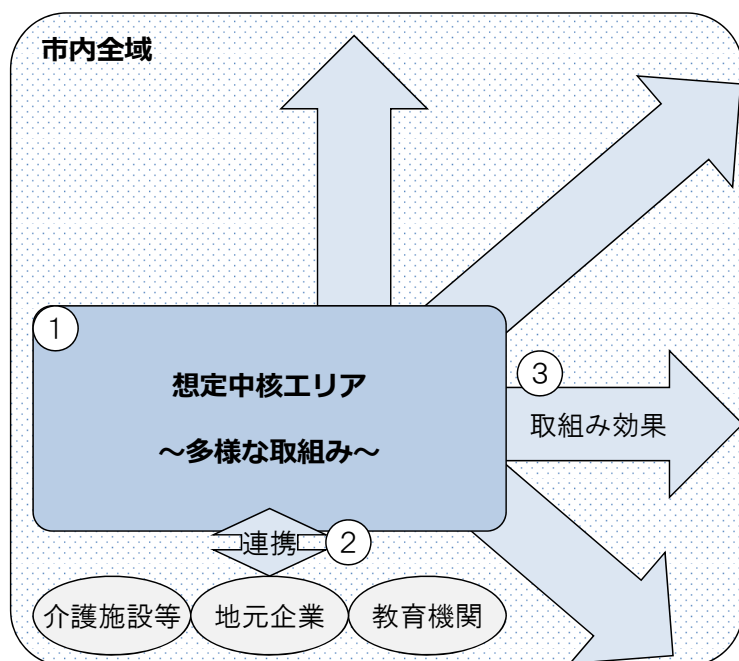 市内全域
①
想定中核エリア
～多様な取組み～
③
取組み効果
連携
②
介護施設等
地元企業
教育機関